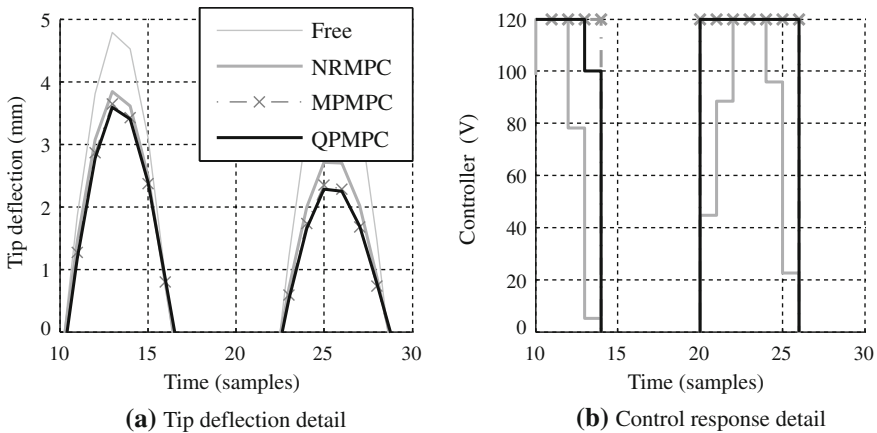 Tip deflection (mm)
5
4
3
2
1
0
10
15
20
25
30
Time (samples)
Free
NRMPC
MPMPC
QPMPC
(a) Tip deflection detail
Controller (V)
120
100
80
60
40
20
0
10
15
20
25
30
Time (samples)
(b) Control response detail